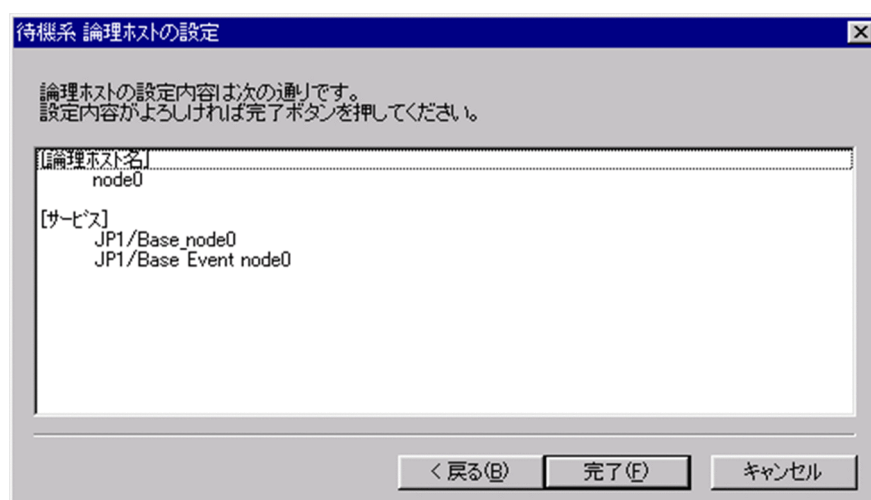 待機系 論理ホストの設定
論理ホストの設定内容は次の通りです。
設定内容がよろしければ完了ボタンを押してください。
[論理ホスト名]
node0
[サービス]
JP1/Base_node0
JP1/Base Event node0
< 戻る(B)
完了(F)
キャンセル